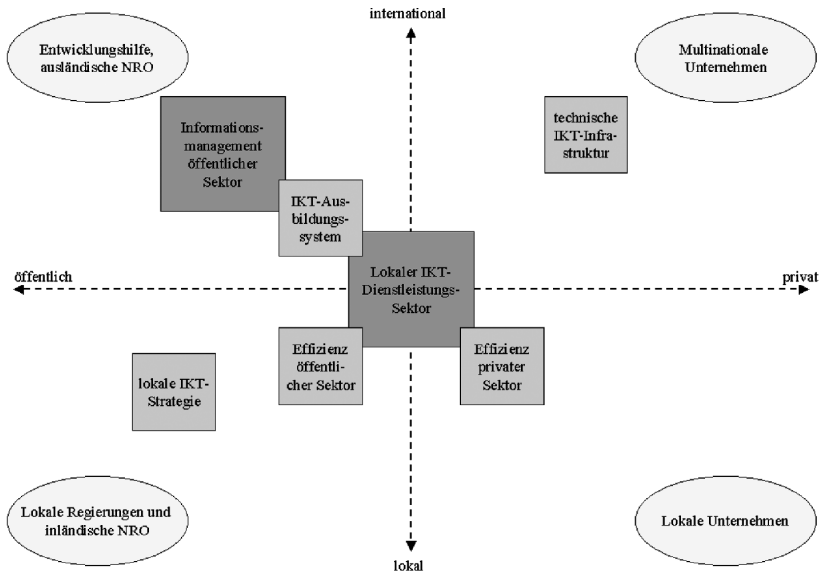 international
Entwicklungshilfe,
ausländische NRO
Multinationale
Unternehmen
Informations-
management
öffentlicher
Sektor
technische
IKT-Infra-
struktur
IKT-Aus-
bildungs-
system
öffentlich
Lokaler IKT-
Dienstleistungs-
Sektor
privat
lokale IKT-
Strategie
Effizienz
öffentli-
cher Sektor
Effizienz
privater
Sektor
Lokale Regierungen und
inländische NRO
Lokale Unternehmen
lokal